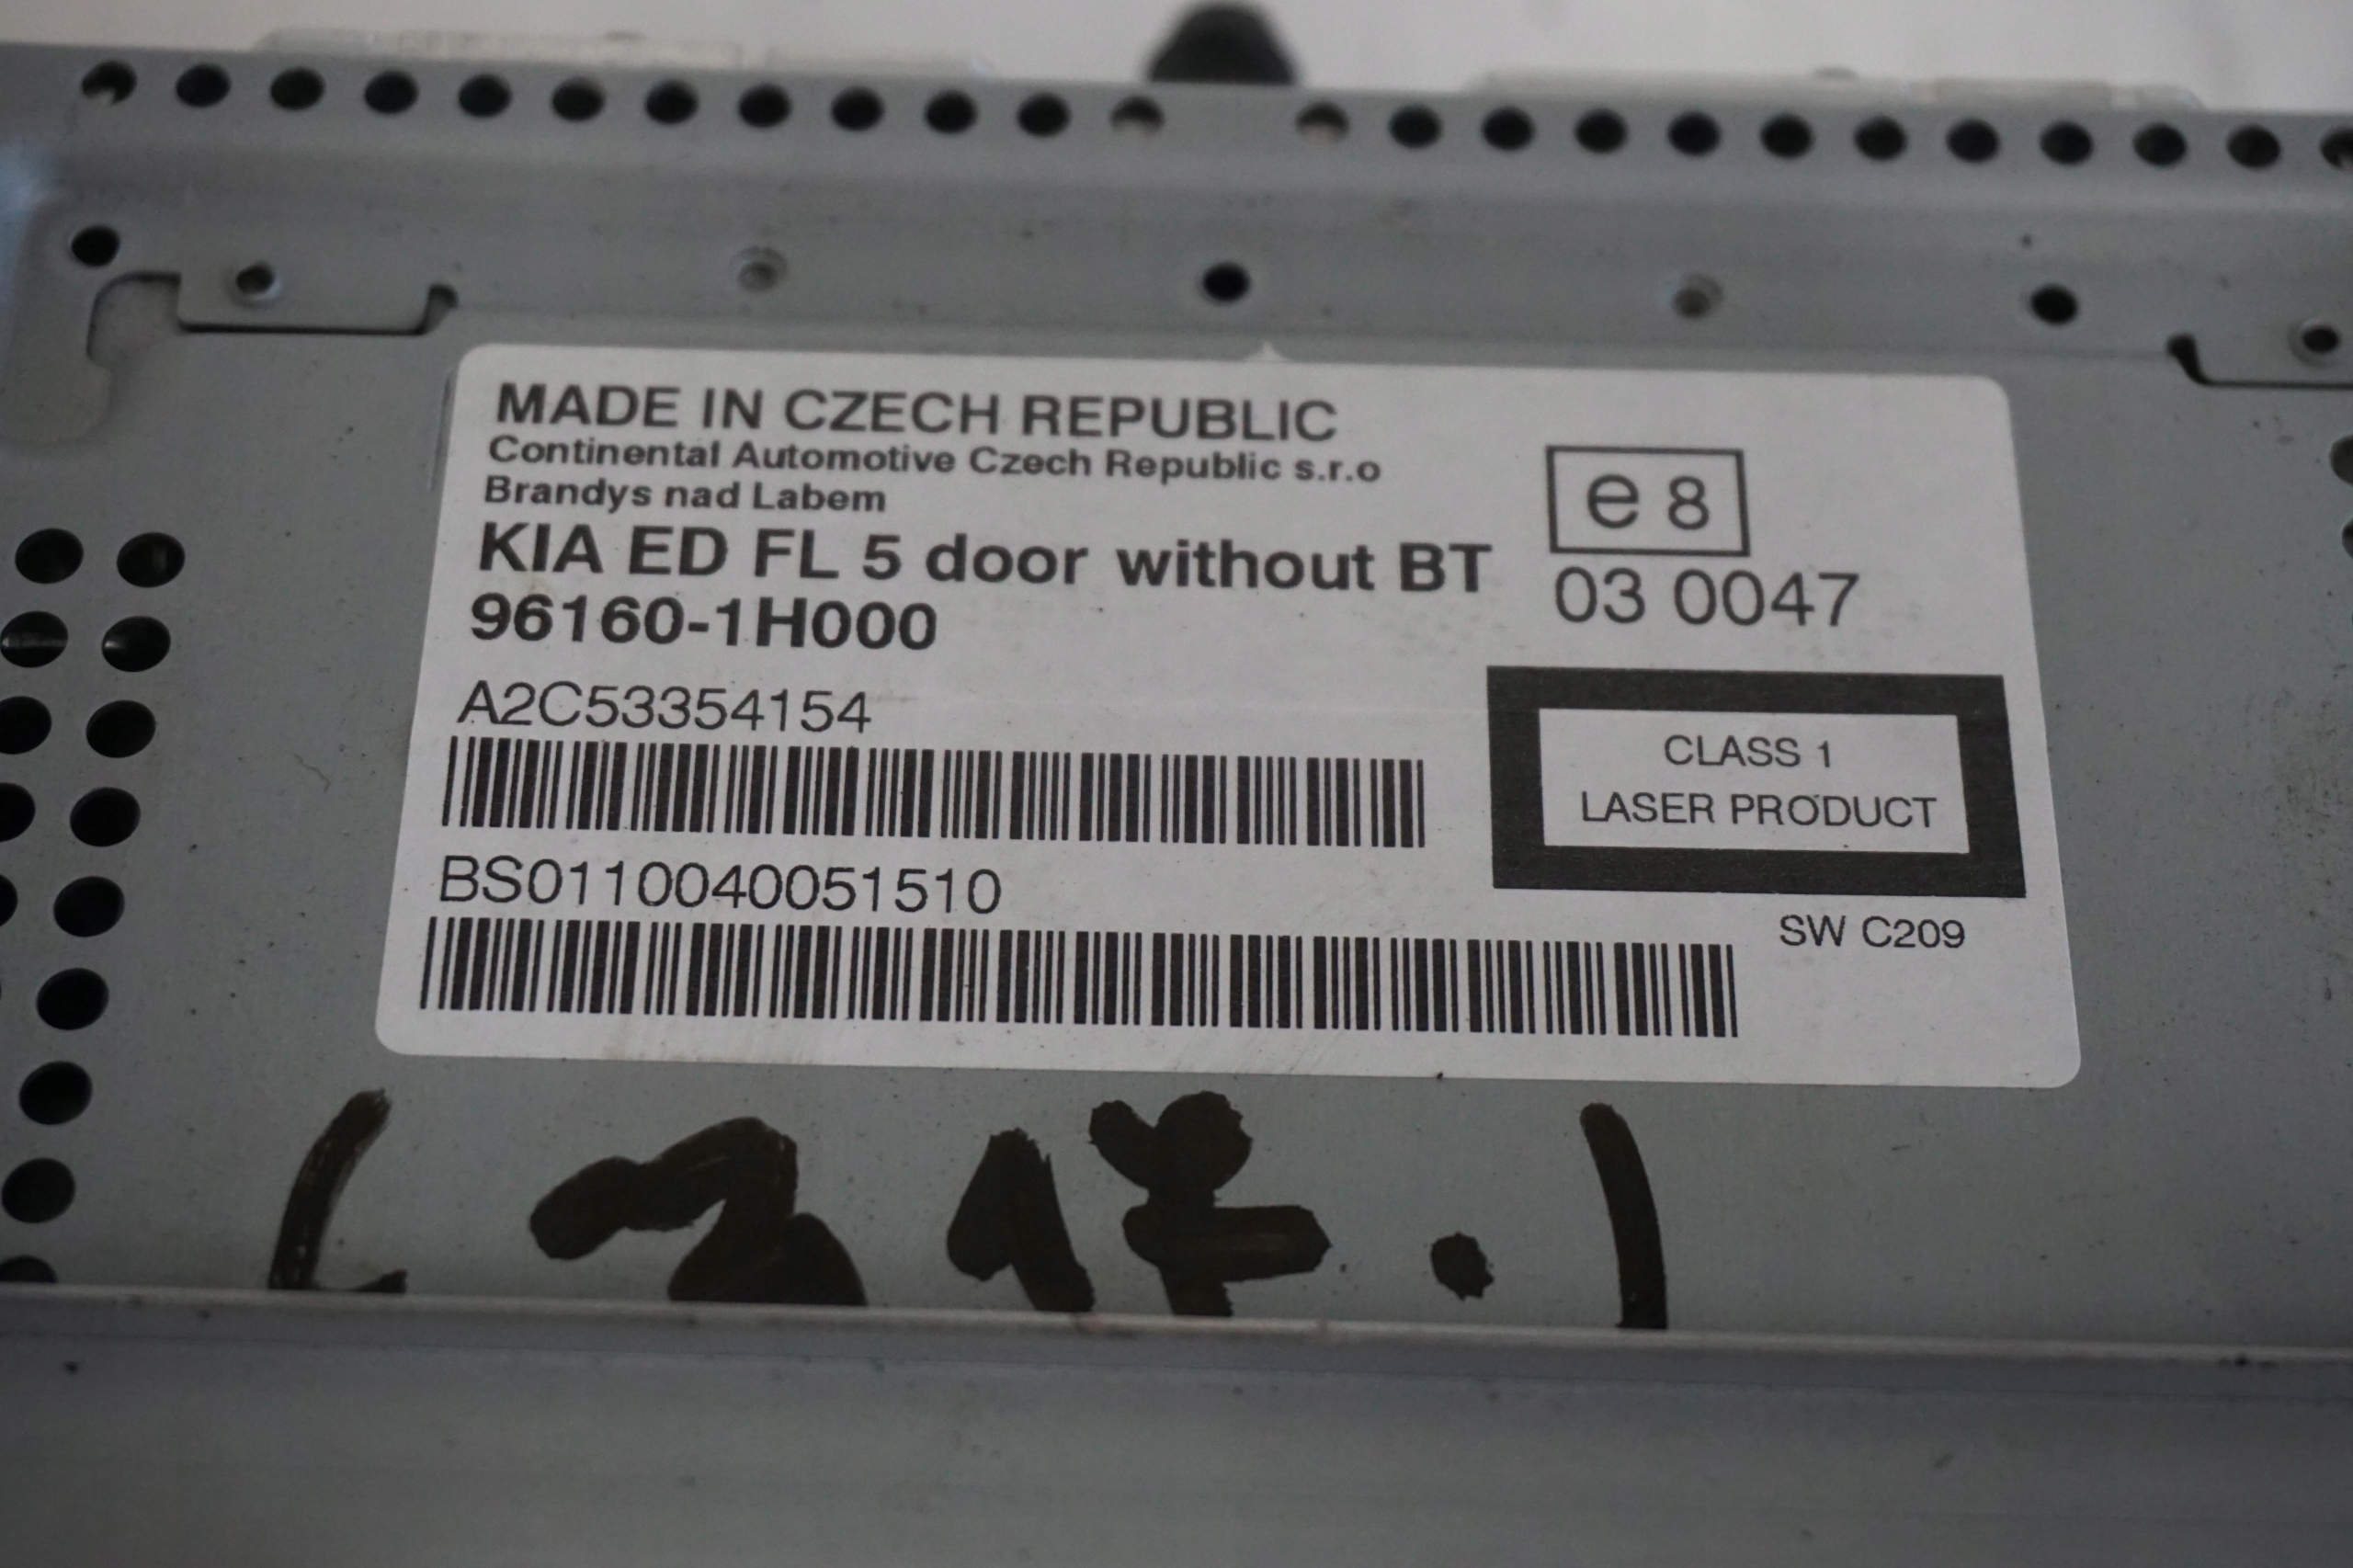 MADE IN CZECH REPUBLIC
Continental Automotive Czech Republic s.r.o
Brandys nad Labem
KIA ED FL 5 door without BT
96160-1H000
e8
03 0047
A2C53354154
CLASS 1
LASER PRODUCT
BS0110040051510
SW C209